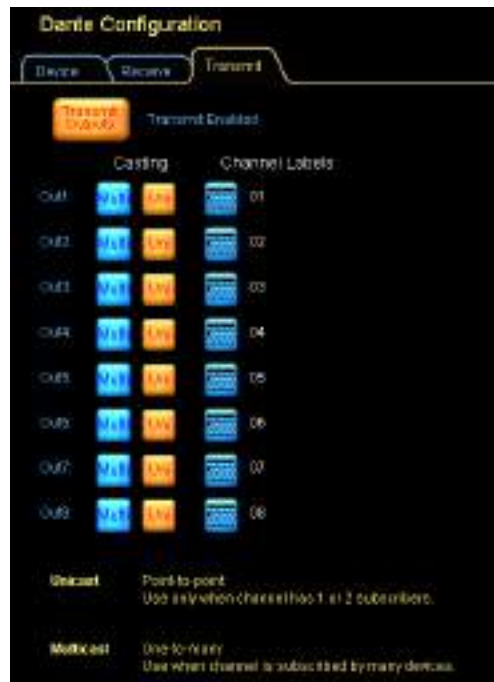 Dante Configuration
Device Receive Transmit
Transmit Outputs Transmit Enabled
Casting Channel Labels
Out1: Multi Uni 01
Out2: Multi Uni 02
Out3: Multi Uni 03
Out4: Multi Uni 04
Out5: Multi Uni 05
Out6: Multi Uni 06
Out7: Multi Uni 07
Out8: Multi Uni 08
Unicast Point-to-point
Use only when channel has 1 or 2 subscribers.
Multicast One-to-many
Use when channel is subscribed by many devices.